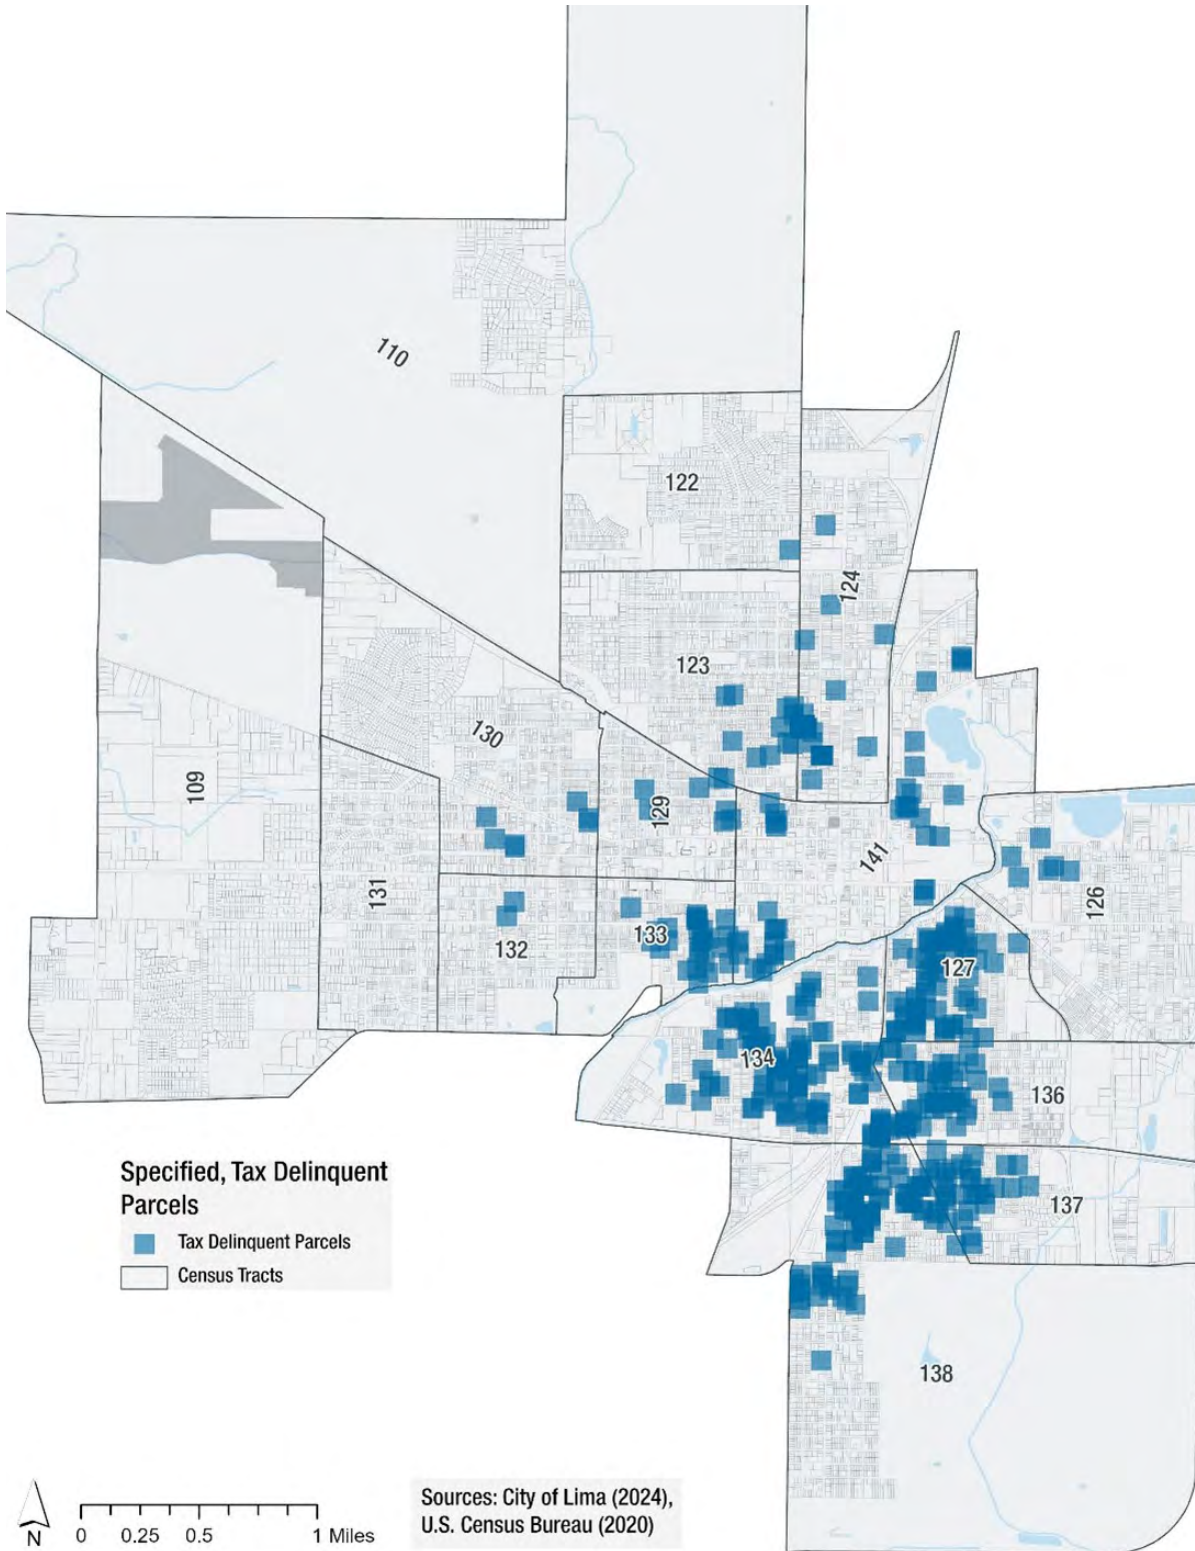 110
122
124
123
130
109
129
141
131
126
133
132
127
134
136
137
138
Specified, Tax Delinquent
Parcels
Tax Delinquent Parcels
Census Tracts
Sources: City of Lima (2024),
U.S. Census Bureau (2020)
N
0 0.25 0.5 1 Miles